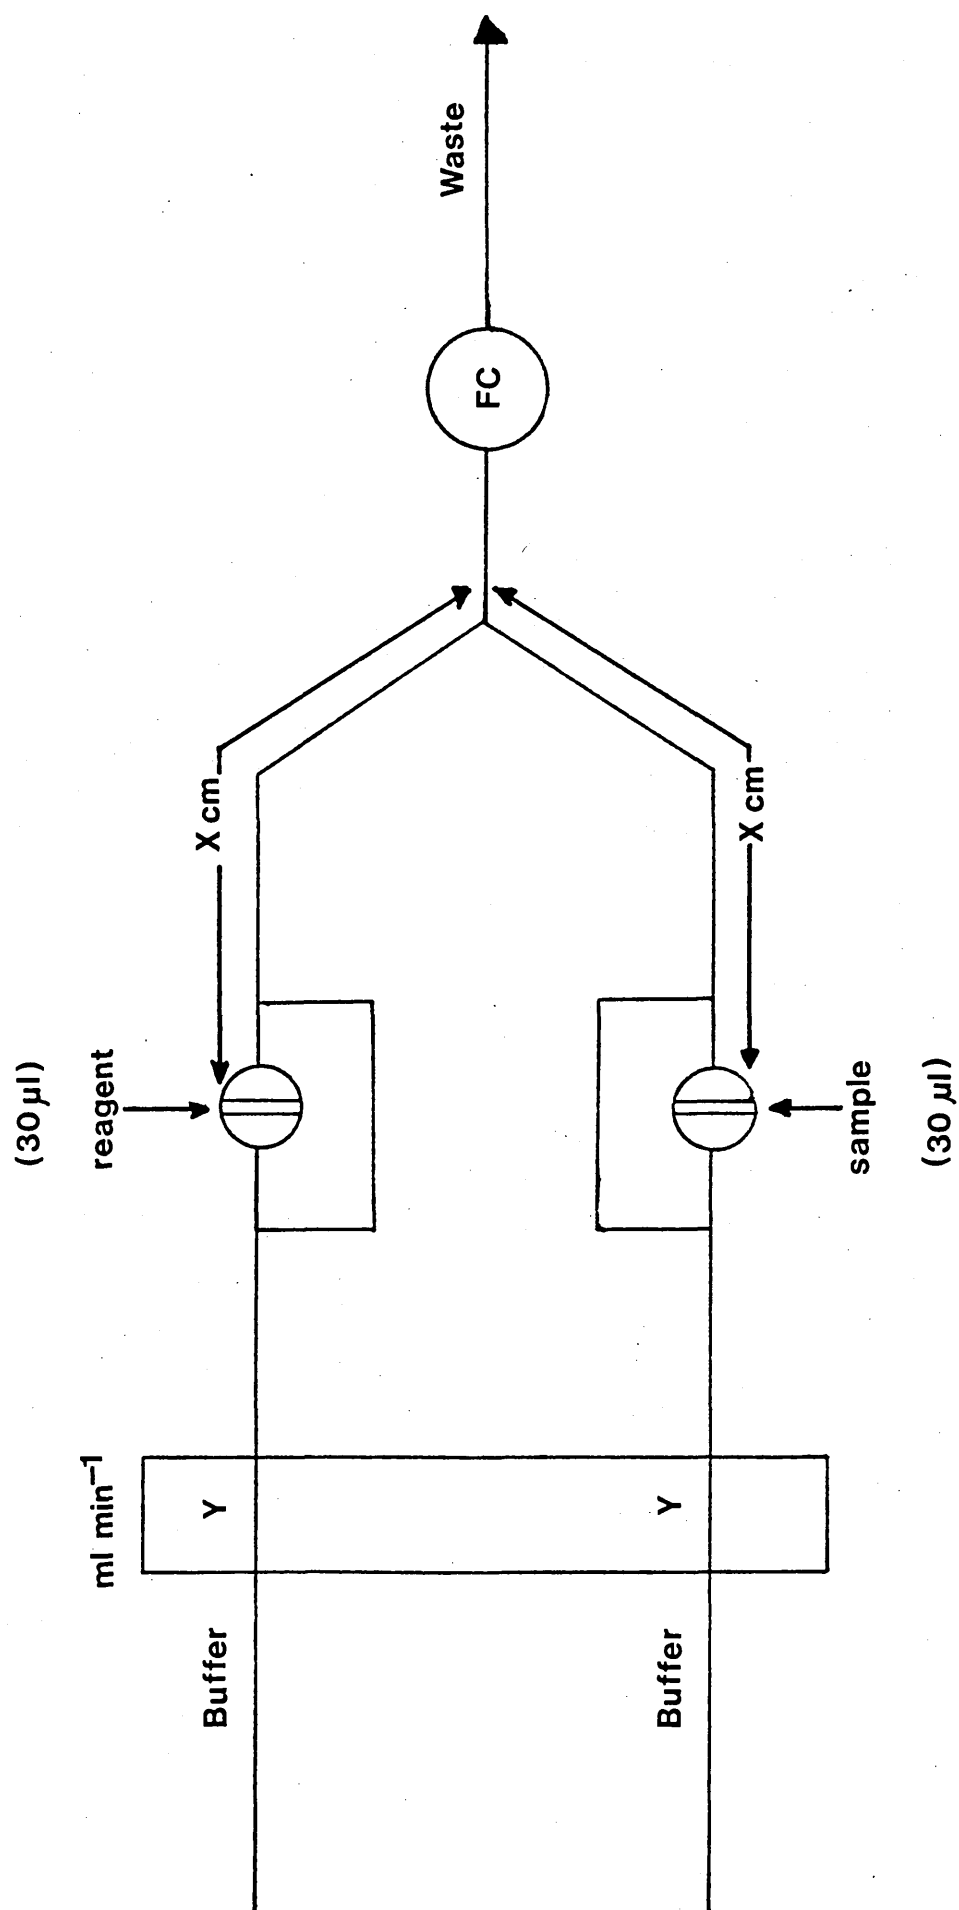 (30 µl)
reagent
ml min⁻¹
X cm
Y
Buffer
Waste
FC
X cm
Y
Buffer
sample
(30 µl)